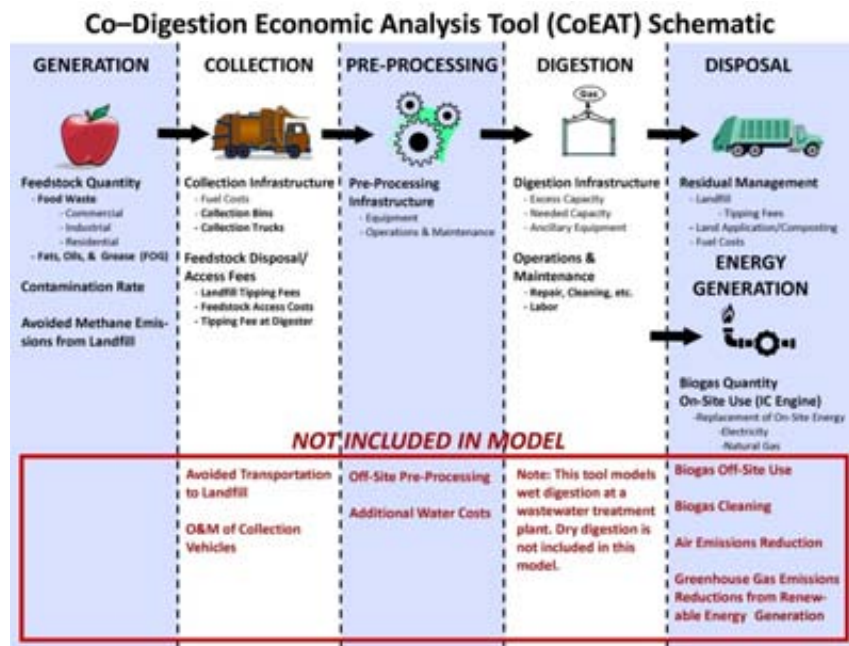 Co–Digestion Economic Analysis Tool (CoEAT) Schematic
GENERATION
Feedstock Quantity
- Food Waste
- Commercial
- Industrial
- Residential
- Fats, Oils, & Grease (FOG)
Contamination Rate
Avoided Methane Emis-
sions from Landfill
COLLECTION
Collection Infrastructure
- Fuel Costs
- Collection Bins
- Collection Trucks
Feedstock Disposal/
Access Fees
- Landfill Tipping Fees
- Feedstock Access Costs
- Tipping Fee at Digester
PRE-PROCESSING
Pre-Processing
Infrastructure
- Equipment
- Operations & Maintenance
DIGESTION
Gas
Digestion Infrastructure
- Excess Capacity
- Needed Capacity
- Ancillary Equipment
Operations &
Maintenance
- Repair, Cleaning, etc.
- Labor
DISPOSAL
Residual Management
- Landfill
- Tipping Fees
- Land Application/Composting
- Fuel Costs
ENERGY
GENERATION
Biogas Quantity
On-Site Use (IC Engine)
-Replacement of On-Site Energy
-Electricity
-Natural Gas
NOT INCLUDED IN MODEL
Avoided Transportation
to Landfill
O&M of Collection
Vehicles
Off-Site Pre-Processing
Additional Water Costs
Note: This tool models
wet digestion at a
wastewater treatment
plant. Dry digestion is
not included in this
model.
Biogas Off-Site Use
Biogas Cleaning
Air Emissions Reduction
Greenhouse Gas Emissions
Reductions from Renew-
able Energy Generation